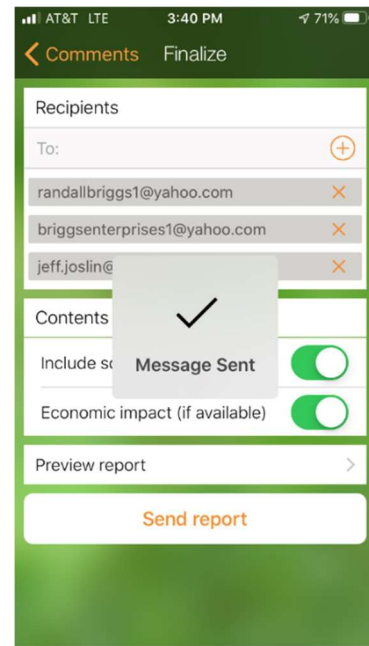 AT&T LTE 3:40 PM 71%
Comments Finalize
Recipients
To:
randallbriggs1@yahoo.com
briggsenterprises1@yahoo.com
jeff.joslin@
Contents
Message Sent
Include
Economic impact (if available)
Preview report
Send report